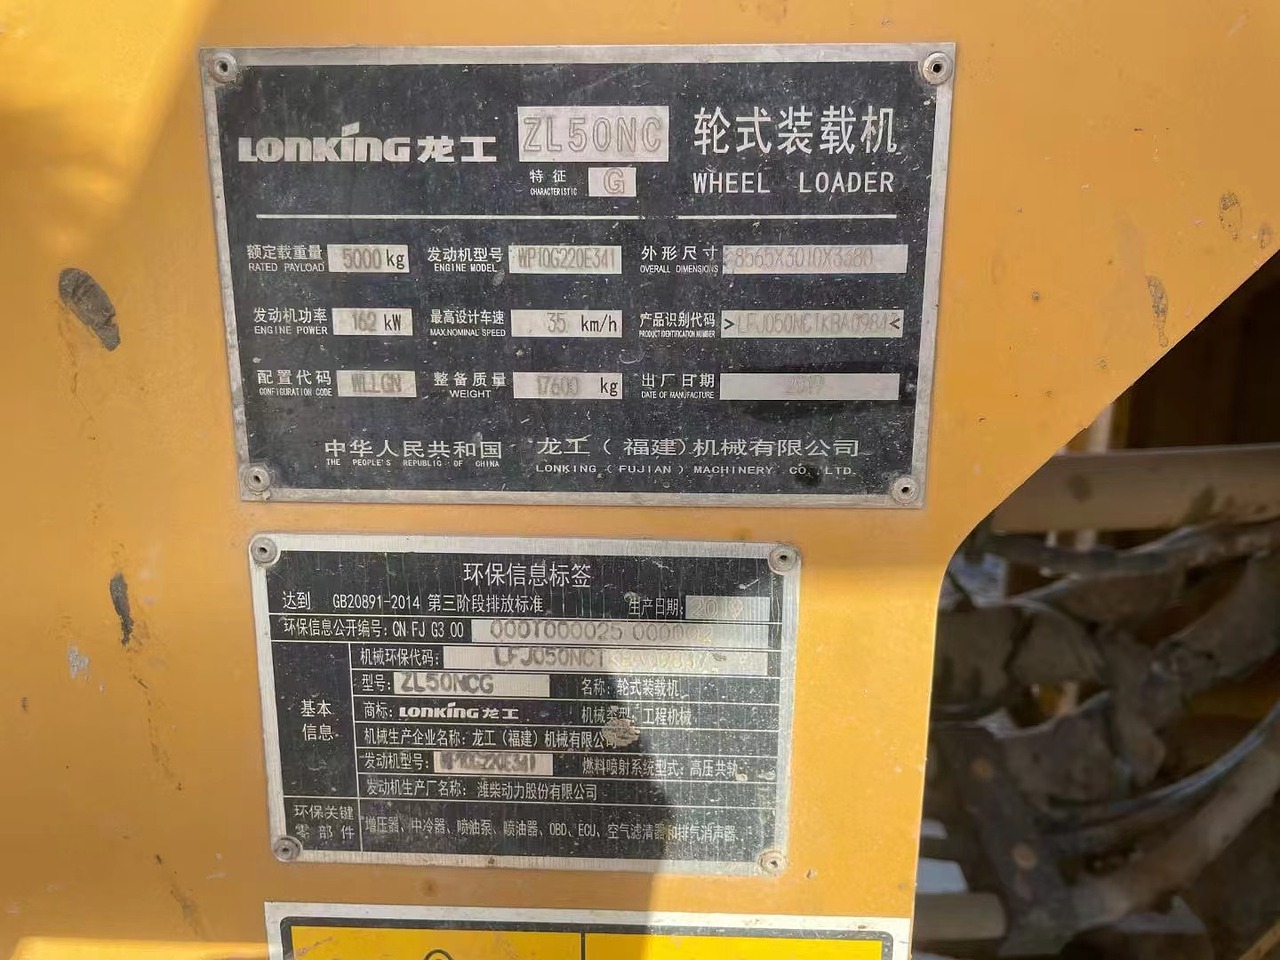 LONKING 龙工 ZL50NC 轮式装载机
特征 CHARACTERISTIC G WHEEL LOADER
额定载重量 RATED PAYLOAD 5000 kg 发动机型号 ENGINE MODEL WP10G220E341 外形尺寸 OVERALL DIMENSIONS 8565X3010X3380
发动机功率 ENGINE POWER 162 kW 最高设计车速 MAX.NOMINAL SPEED 35 km/h 产品识别代码 PRODUCT IDENTIFICATION NUMBER
配置代码 CONFIGURATION CODE WLLGN 整备质量 WEIGHT 17600 kg 出厂日期 DATE OF MANUFACTURE 2019
中华人民共和国 龙工（福建）机械有限公司
THE PEOPLE'S REPUBLIC OF CHINA LONKING (FUJIAN) MACHINERY CO., LTD.
环保信息标签
达到 GB20891-2014 第三阶段排放标准 生产日期: 2019
环保信息公开编号: CN FJ G3 00
机械环保代码:
型号: ZL50NCG 名称: 轮式装载机
商标: LONKING 龙工 机械类型: 工程机械
基本信息
机械生产企业名称: 龙工（福建）机械有限公司
发动机型号: WP10G220E341 燃料喷射系统型式: 高压共轨
发动机生产厂名称: 潍柴动力股份有限公司
环保关键零部件 增压器、中冷器、喷油泵、喷油器、OBD、ECU、空气滤清器和排气消声器